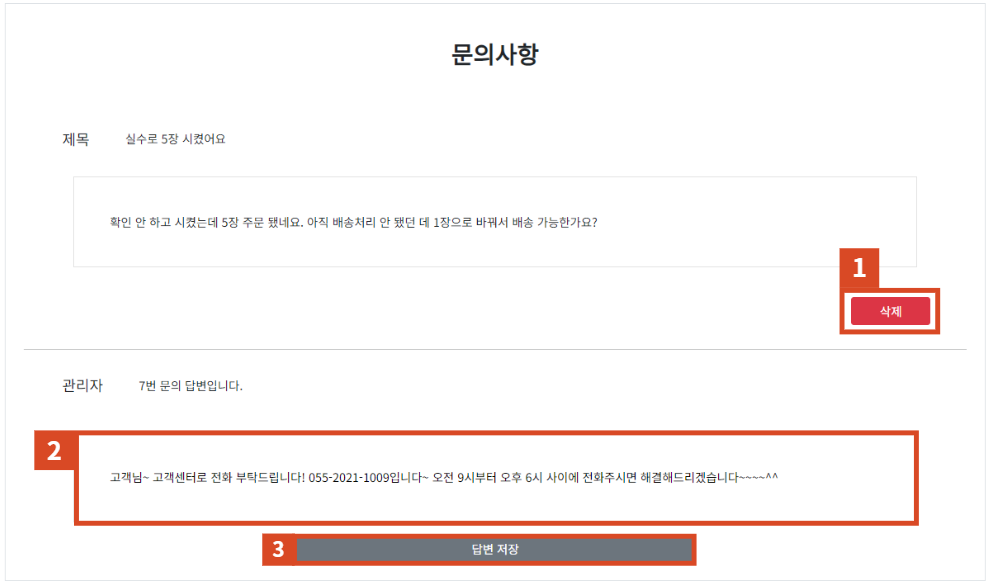 문의사항
제목 실수로 5장 시켰어요
확인 안 하고 시켰는데 5장 주문 됐네요. 아직 배송처리 안 됐던 데 1장으로 바꿔서 배송 가능한가요?
1
삭제
관리자 7번 문의 답변입니다.
2
고객님~ 고객센터로 전화 부탁드립니다! 055-2021-1009입니다~ 오전 9시부터 오후 6시 사이에 전화주시면 해결해드리겠습니다~~~~^^
3 답변 저장